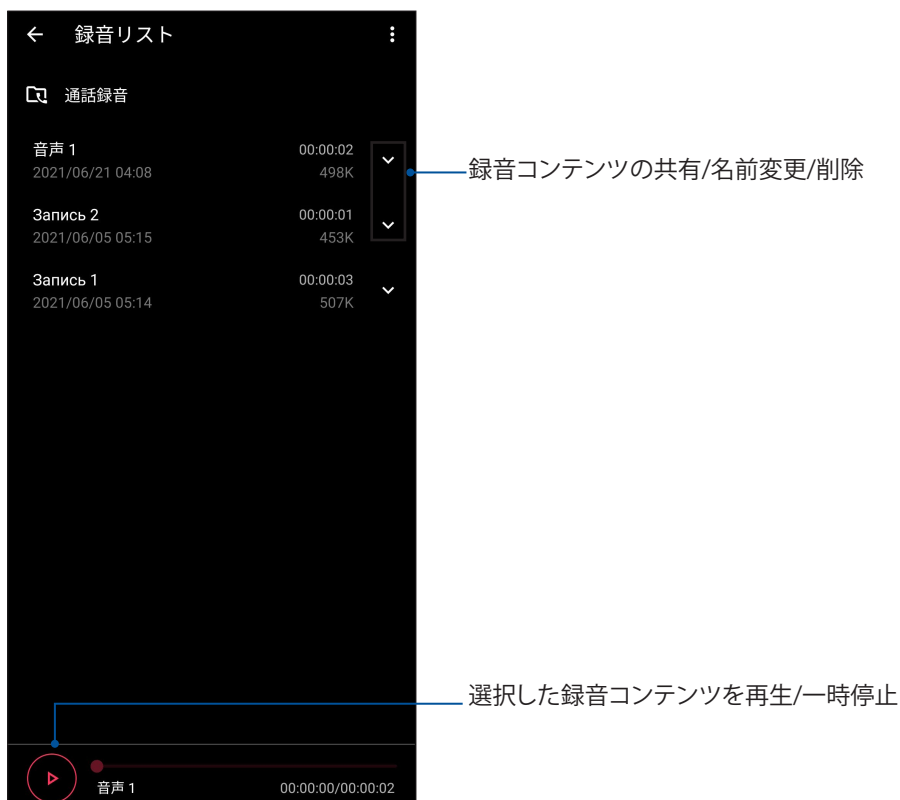 録音リスト
通話録音
音声 1 00:00:02
2021/06/21 04:08 498K
録音コンテンツの共有/名前変更/削除
Запись 2 00:00:01
2021/06/05 05:15 453K
Запись 1 00:00:03
2021/06/05 05:14 507K
選択した録音コンテンツを再生/一時停止
音声 1 00:00:00/00:00:02